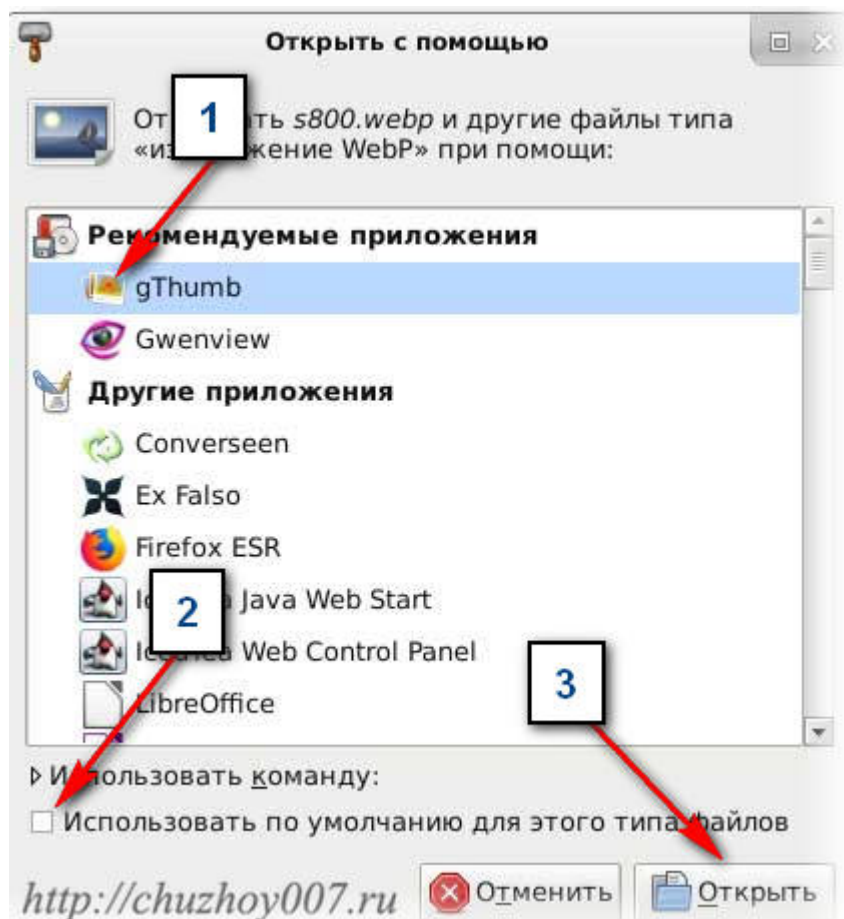 Открыть с помощью
1
s800.webp и другие файлы типа
WebP» при помощи:
Рекомендуемые приложения
gThumb
Gwenview
Другие приложения
Converseen
Ex Falso
Firefox ESR
2
Java Web Start
Web Control Panel
LibreOffice
3
Использовать команду:
Использовать по умолчанию для этого типа файлов
http://chuzhoy007.ru
Отменить
Открыть